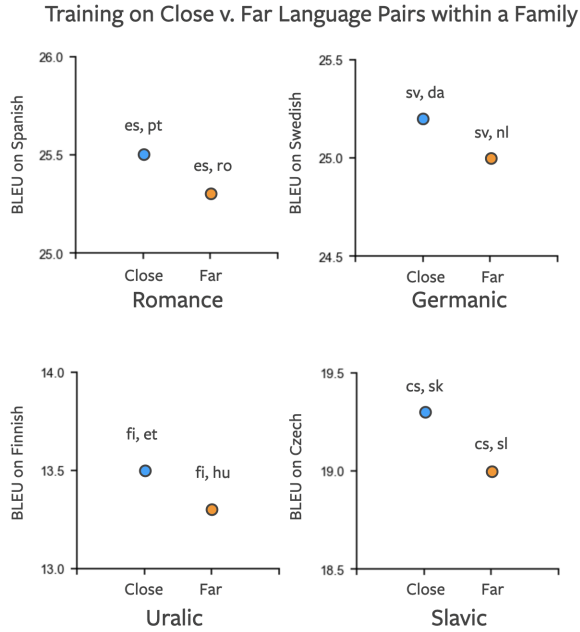 Training on Close v. Far Language Pairs within a Family
BLEU on Spanish
26.0
25.5
25.0
es, pt
es, ro
Close
Far
Romance
BLEU on Swedish
25.5
25.0
24.5
sv, da
sv, nl
Close
Far
Germanic
BLEU on Finnish
14.0
13.5
13.0
fi, et
fi, hu
Close
Far
Uralic
BLEU on Czech
19.5
19.0
18.5
cs, sk
cs, sl
Close
Far
Slavic